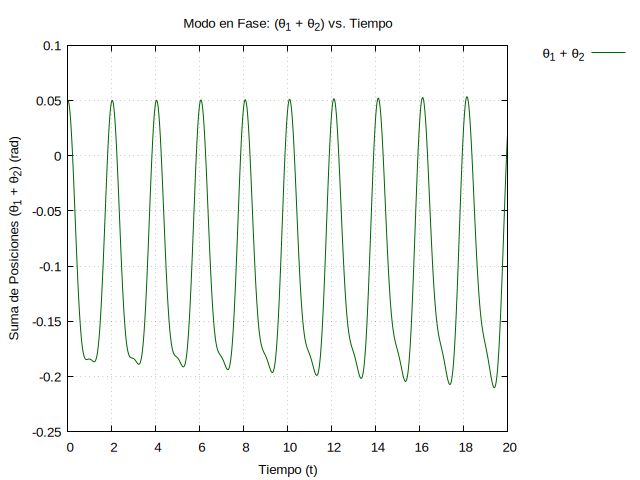 Modo en Fase: (θ1 + θ2) vs. Tiempo
θ1 + θ2
0.1
0.05
0
-0.05
-0.1
-0.15
-0.2
-0.25
Suma de Posiciones (θ1 + θ2) (rad)
0 2 4 6 8 10 12 14 16 18 20
Tiempo (t)